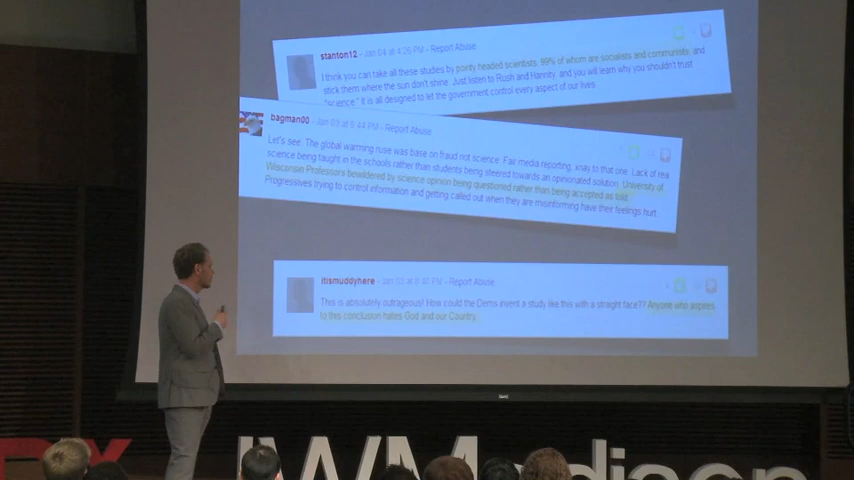 stanton12 - Jan 04 at 4:26 PM - Report Abuse
I think you can take all these studies by pointy headed scientists, 99% of whom are socialists and communists, and
stick them where the sun don't shine. Just listen to Rush and Hannity and you will learn why you shouldn't trust
"science." It is all designed to let the government control every aspect of our lives
bagman00 - Jan 03 at 5:44 PM - Report Abuse
Let's see. The global warming ruse was base on fraud not science. Fair media reporting, xnay to that one. Lack of rea
science being taught in the schools rather than students being steered towards an opinionated solution. University of
Wisconsin Professors bewildered by science opinion being questioned rather than being accepted as told.
Progressives trying to control information and getting called out when they are misinforming have their feelings hurt
itismuddyhere - Jan 03 at Report Abuse
This is absolutely outrageous! How could the Dems invent a study like this with a straight face?? Anyone who aspires
to this conclusion hates God and our Country.
x UWMadison